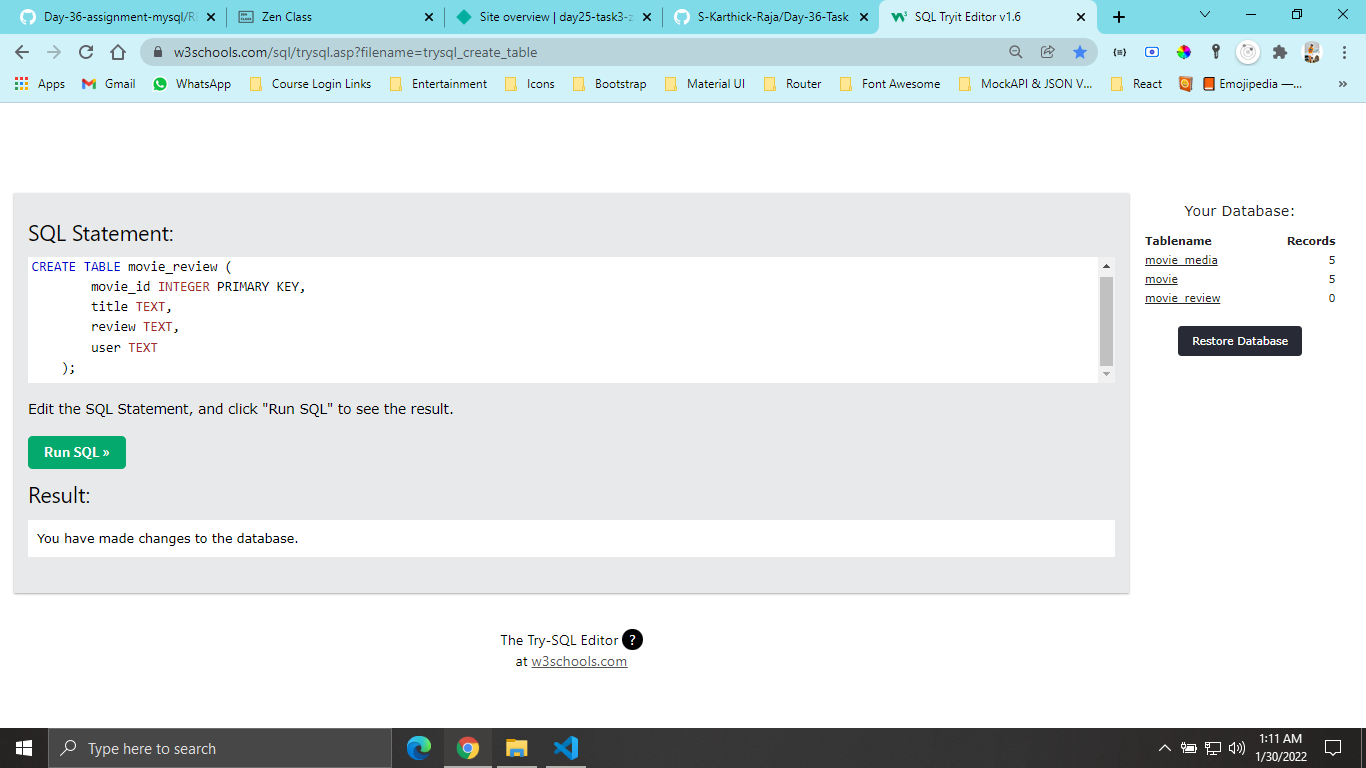 Day-36-assignment-mysql/RE
Zen Class
Site overview | day25-task3-z
S-Karthick-Raja/Day-36-Task
SQL Tryit Editor v1.6
w3schools.com/sql/trysql.asp?filename=trysql_create_table
Apps
Gmail
WhatsApp
Course Login Links
Entertainment
Icons
Bootstrap
Material UI
Router
Font Awesome
MockAPI & JSON V...
React
Emojipedia —...
»
SQL Statement:
CREATE TABLE movie_review (
movie_id INTEGER PRIMARY KEY,
title TEXT,
review TEXT,
user TEXT
);
Edit the SQL Statement, and click "Run SQL" to see the result.
Run SQL »
Result:
You have made changes to the database.
Your Database:
Tablename Records
movie_media 5
movie 5
movie_review 0
Restore Database
The Try-SQL Editor ?
at w3schools.com
Type here to search
1:11 AM
1/30/2022